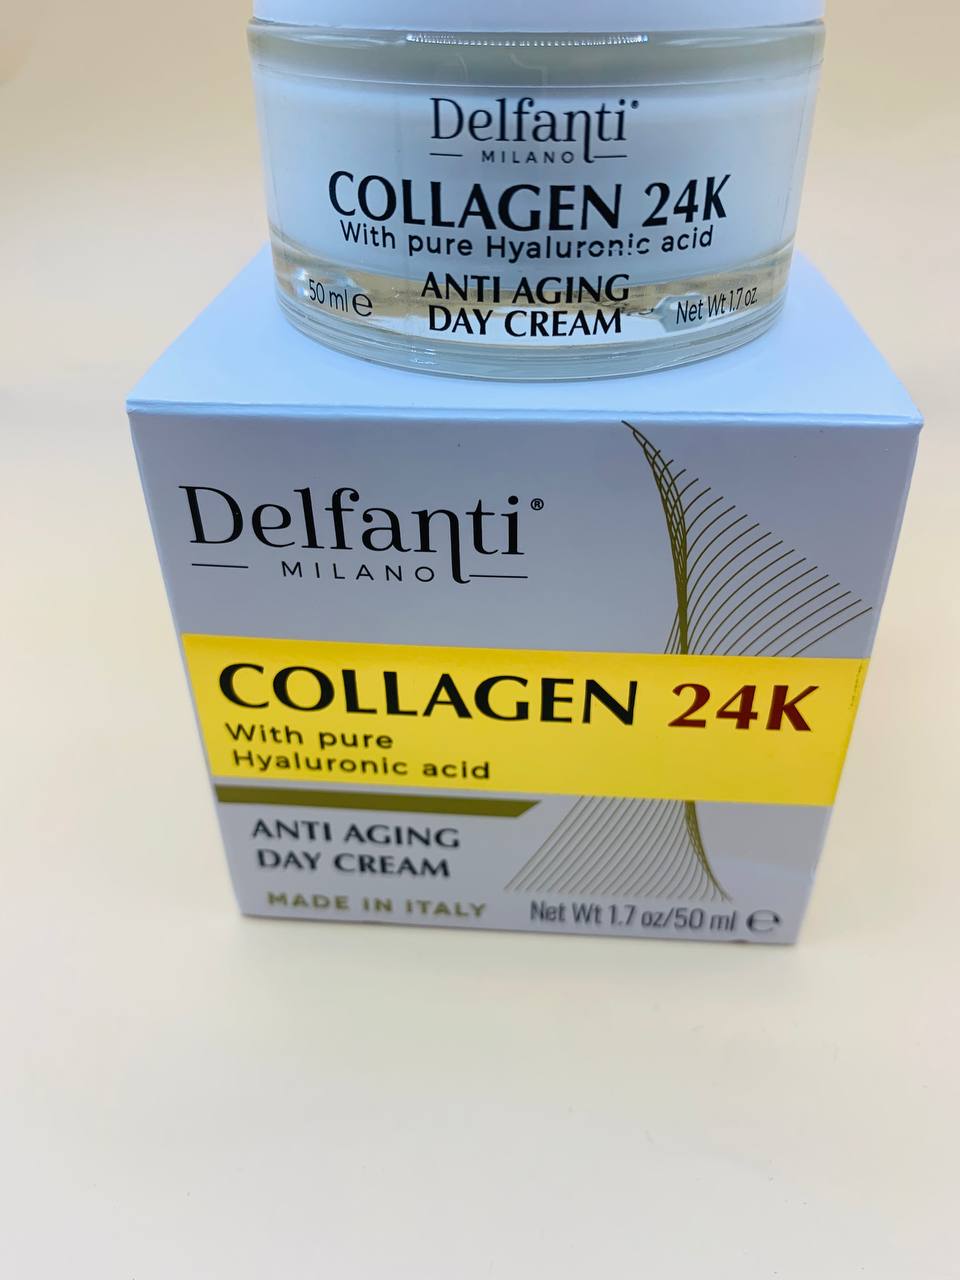 Delfanti®
MILANO
COLLAGEN 24K
With pure Hyaluronic acid
50 ml ℮
ANTI AGING
DAY CREAM
Net Wt 1.7 oz.
Delfanti®
MILANO
COLLAGEN 24K
With pure
Hyaluronic acid
ANTI AGING
DAY CREAM
MADE IN ITALY
Net Wt 1.7 oz/50 ml ℮